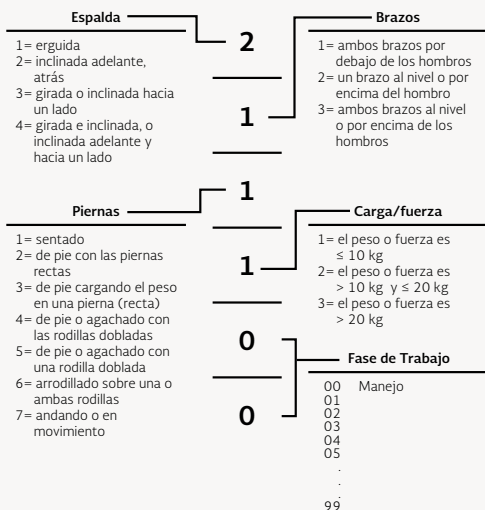 Espalda
1= erguida
2= inclinada adelante,
atrás
3= girada o inclinada hacia
un lado
4= girada e inclinada, o
inclinada adelante y
hacia un lado
2
1
Brazos
1= ambos brazos por
debajo de los hombros
2= un brazo al nivel o por
encima del hombro
3= ambos brazos al nivel
o por encima de los
hombros
Piernas
1= sentado
2= de pie con las piernas
rectas
3= de pie cargando el peso
en una pierna (recta)
4= de pie o agachado con
las rodillas dobladas
5= de pie o agachado con
una rodilla doblada
6= arrodillado sobre una o
ambas rodillas
7= andando o en
movimiento
1
1
0
0
Carga/fuerza
1= el peso o fuerza es
≤ 10 kg
2= el peso o fuerza es
> 10 kg y ≤ 20 kg
3= el peso o fuerza es
> 20 kg
Fase de Trabajo
00 Manejo
01
02
03
04
05
.
.
.
99